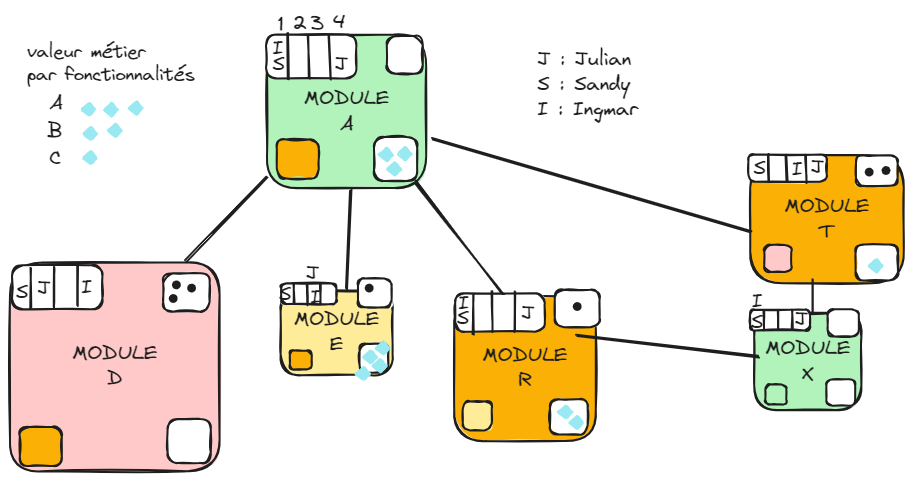 valeur métier
par fonctionnalités
A
B
C
1 2 3 4
I
S J
MODULE
A
J : Julian
S : Sandy
I : Ingmar
S I J
MODULE
T
S J I
MODULE
D
J
S I
MODULE
E
I
S J
MODULE
R
I
S J
MODULE
X